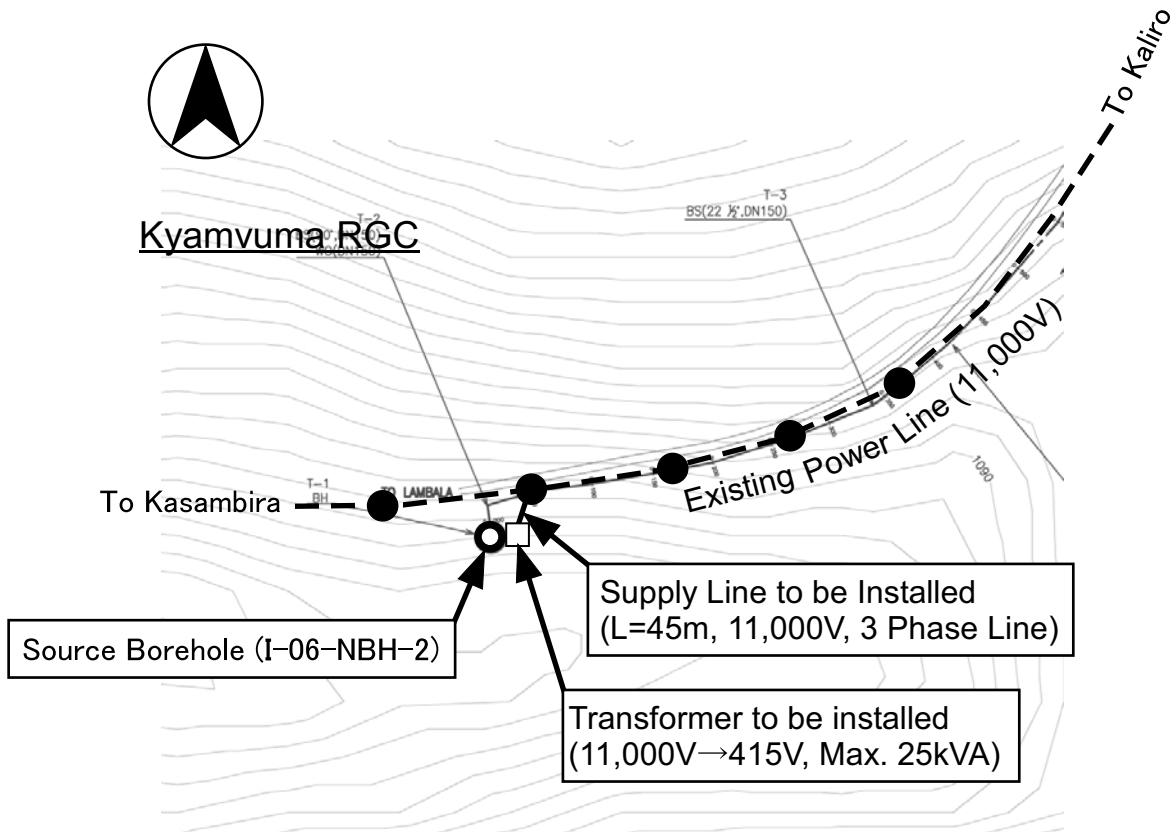 To Kaliro
T-3
BS(22 ½°,DN150)
T-2
Kyamvuma RGC
Existing Power Line (11,000V)
1090
T-1
BH
To Kasambira
TO LAMBALA
Supply Line to be Installed
(L=45m, 11,000V, 3 Phase Line)
Source Borehole (I-06-NBH-2)
Transformer to be installed
(11,000V→415V, Max. 25kVA)